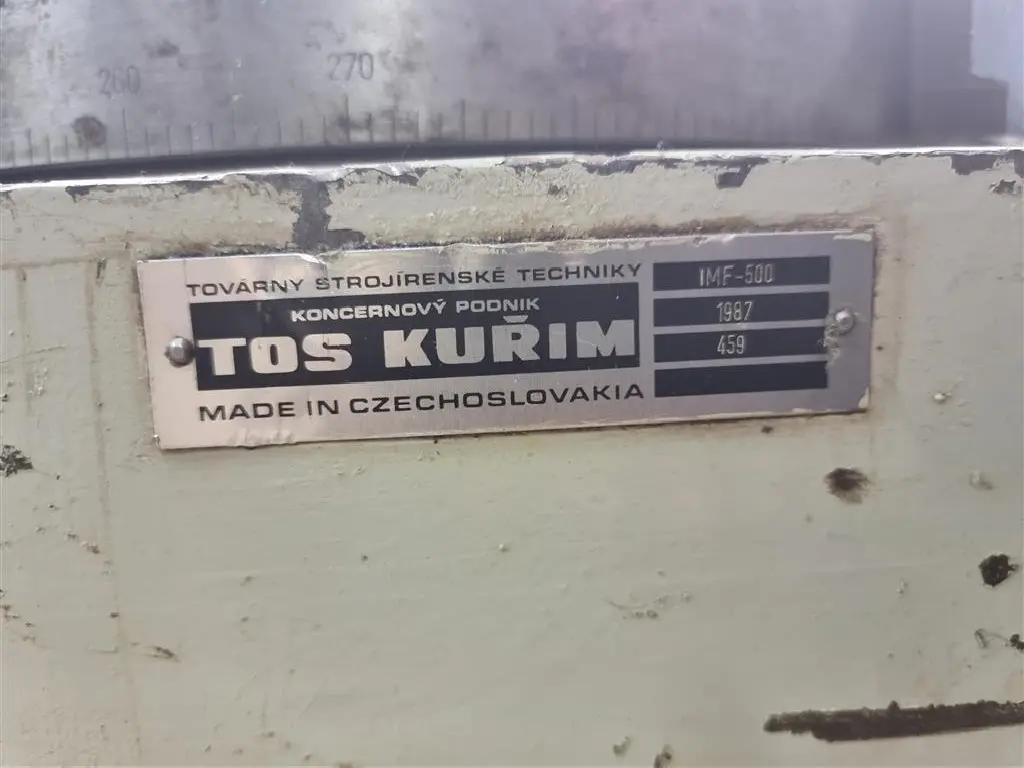 260 270
TOVÁRNY STROJÍRENSKÉ TECHNIKY
KONCERNOVÝ PODNIK
TOS KUŘIM
MADE IN CZECHOSLOVAKIA
IMF-500
1987
459